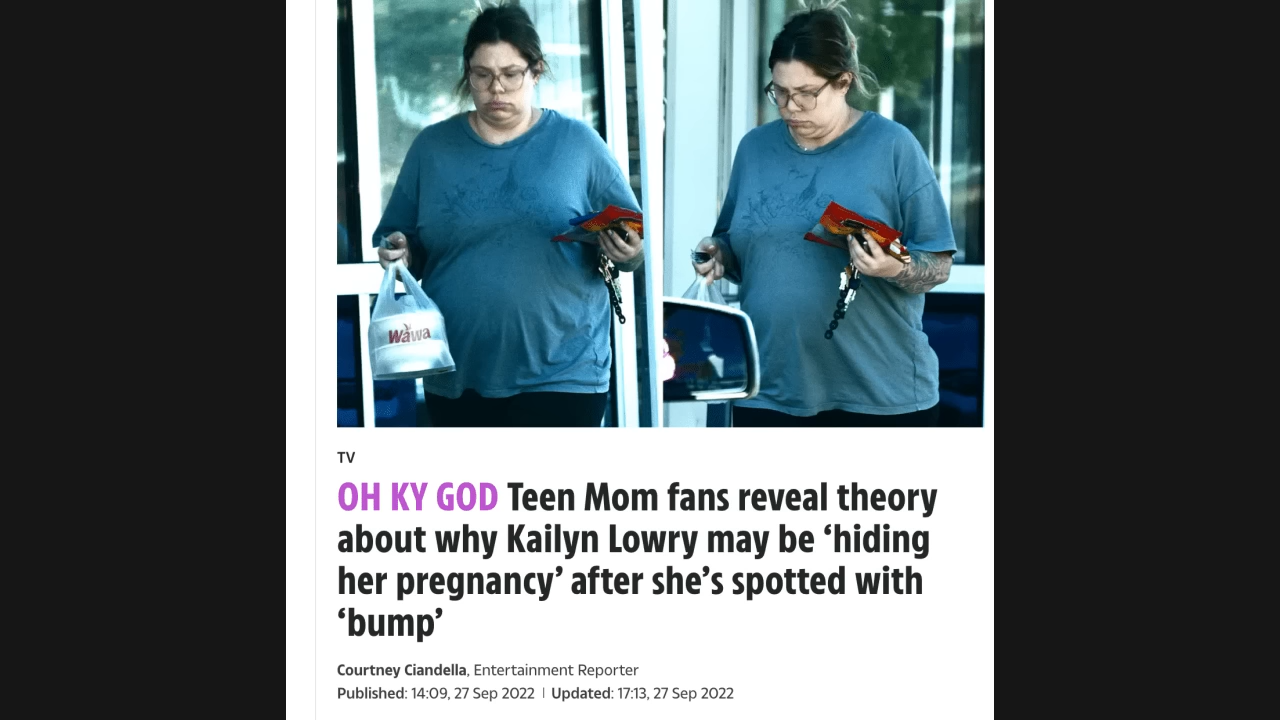 Wawa
TV
OH KY GOD Teen Mom fans reveal theory
about why Kailyn Lowry may be ‘hiding
her pregnancy’ after she’s spotted with
‘bump’
Courtney Ciandella, Entertainment Reporter
Published: 14:09, 27 Sep 2022 | Updated: 17:13, 27 Sep 2022